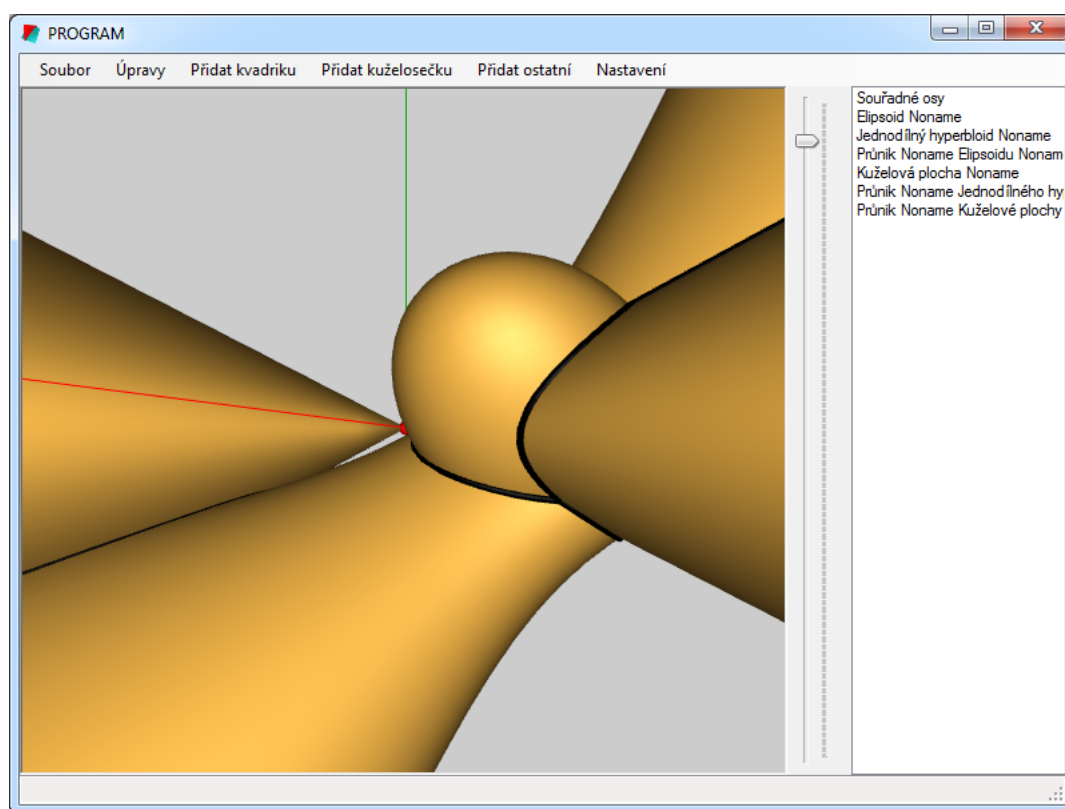 PROGRAM
Soubor Úpravy Přidat kvadriku Přidat kuželosečku Přidat ostatní Nastavení
Souřadné osy
Elipsoid Noname
Jednodílný hyperbloid Noname
Průnik Noname Elipsoidu Nonam
Kuželová plocha Noname
Průnik Noname Jednodílného hy
Průnik Noname Kuželové plochy